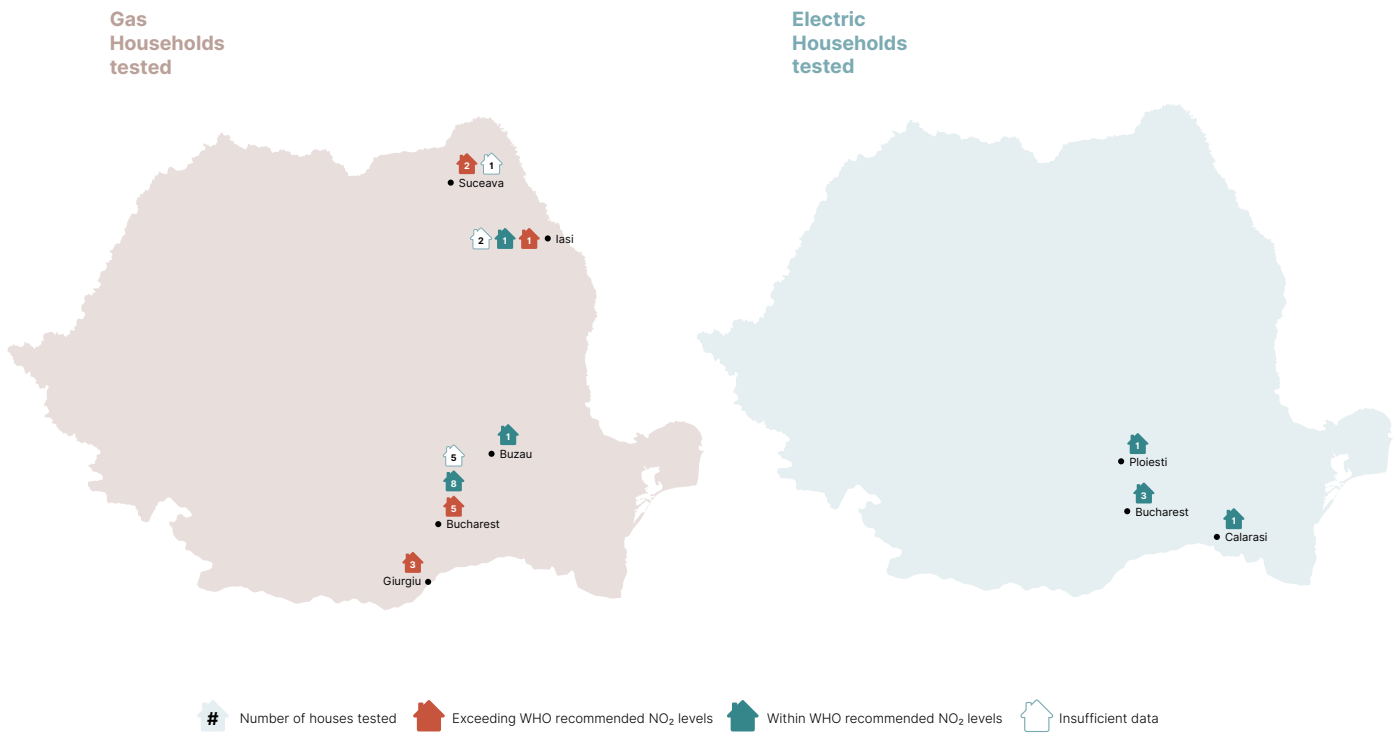 Gas
Households
tested
Electric
Households
tested
2 1
Suceava
2 1 1 Iasi
1
Buzau
5
8
5
Bucharest
3
Giurgiu
1
Ploiesti
3
Bucharest
1
Calarasi
# Number of houses tested Exceeding WHO recommended NO₂ levels Within WHO recommended NO₂ levels Insufficient data